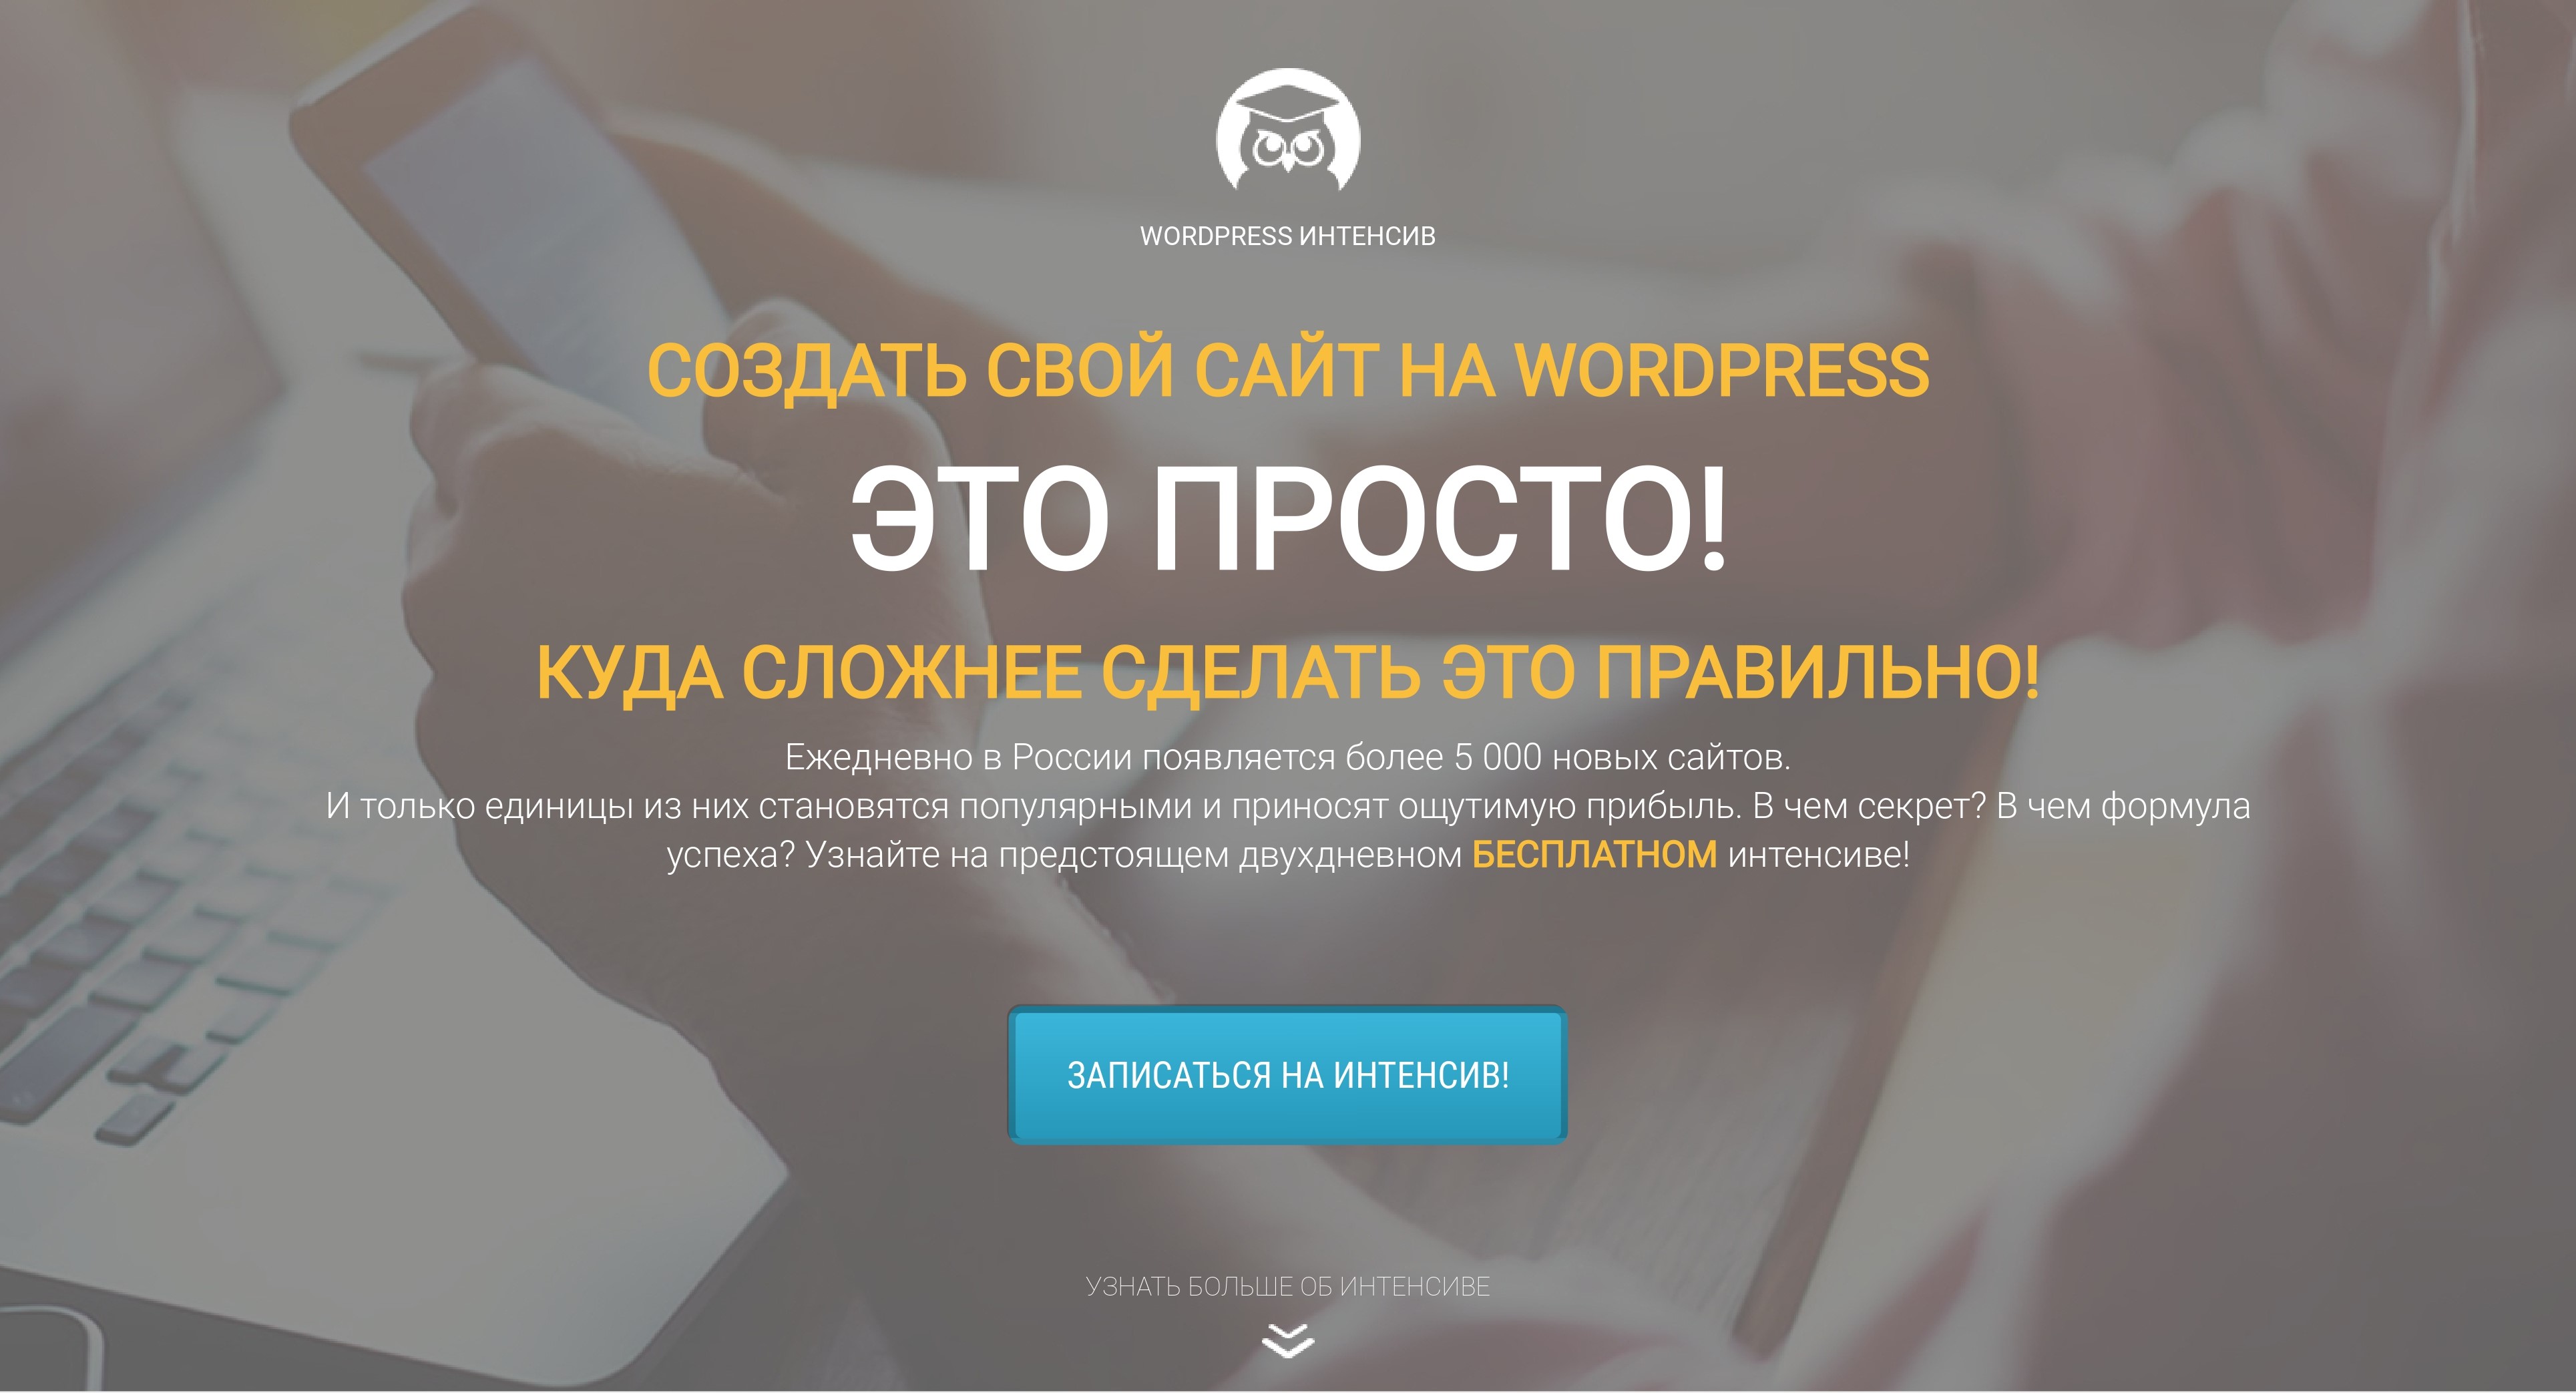 WORDPRESS ИНТЕНСИВ
СОЗДАТЬ СВОЙ САЙТ НА WORDPRESS
ЭТО ПРОСТО!
КУДА СЛОЖНЕЕ СДЕЛАТЬ ЭТО ПРАВИЛЬНО!
Ежедневно в России появляется более 5 000 новых сайтов.
И только единицы из них становятся популярными и приносят ощутимую прибыль. В чем секрет? В чем формула
успеха? Узнайте на предстоящем двухдневном БЕСПЛАТНОМ интенсиве!
ЗАПИСАТЬСЯ НА ИНТЕНСИВ!
УЗНАТЬ БОЛЬШЕ ОБ ИНТЕНСИВЕ